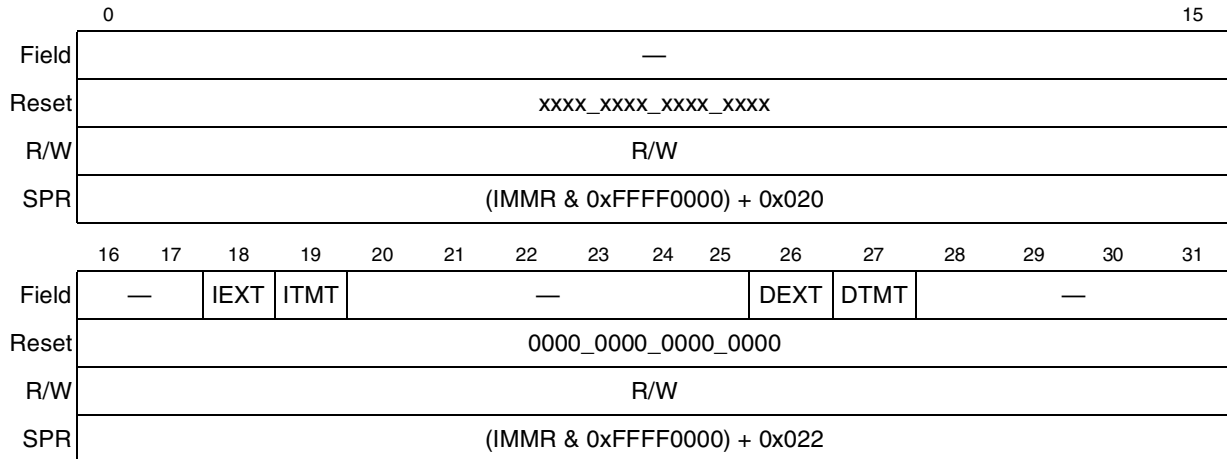 0 15
Field —
Reset xxxx_xxxx_xxxx_xxxx
R/W R/W
SPR (IMMR & 0xFFFF0000) + 0x020
16 17 18 19 20 21 22 23 24 25 26 27 28 29 30 31
Field — IEXT ITMT — DEXT DTMT —
Reset 0000_0000_0000_0000
R/W R/W
SPR (IMMR & 0xFFFF0000) + 0x022